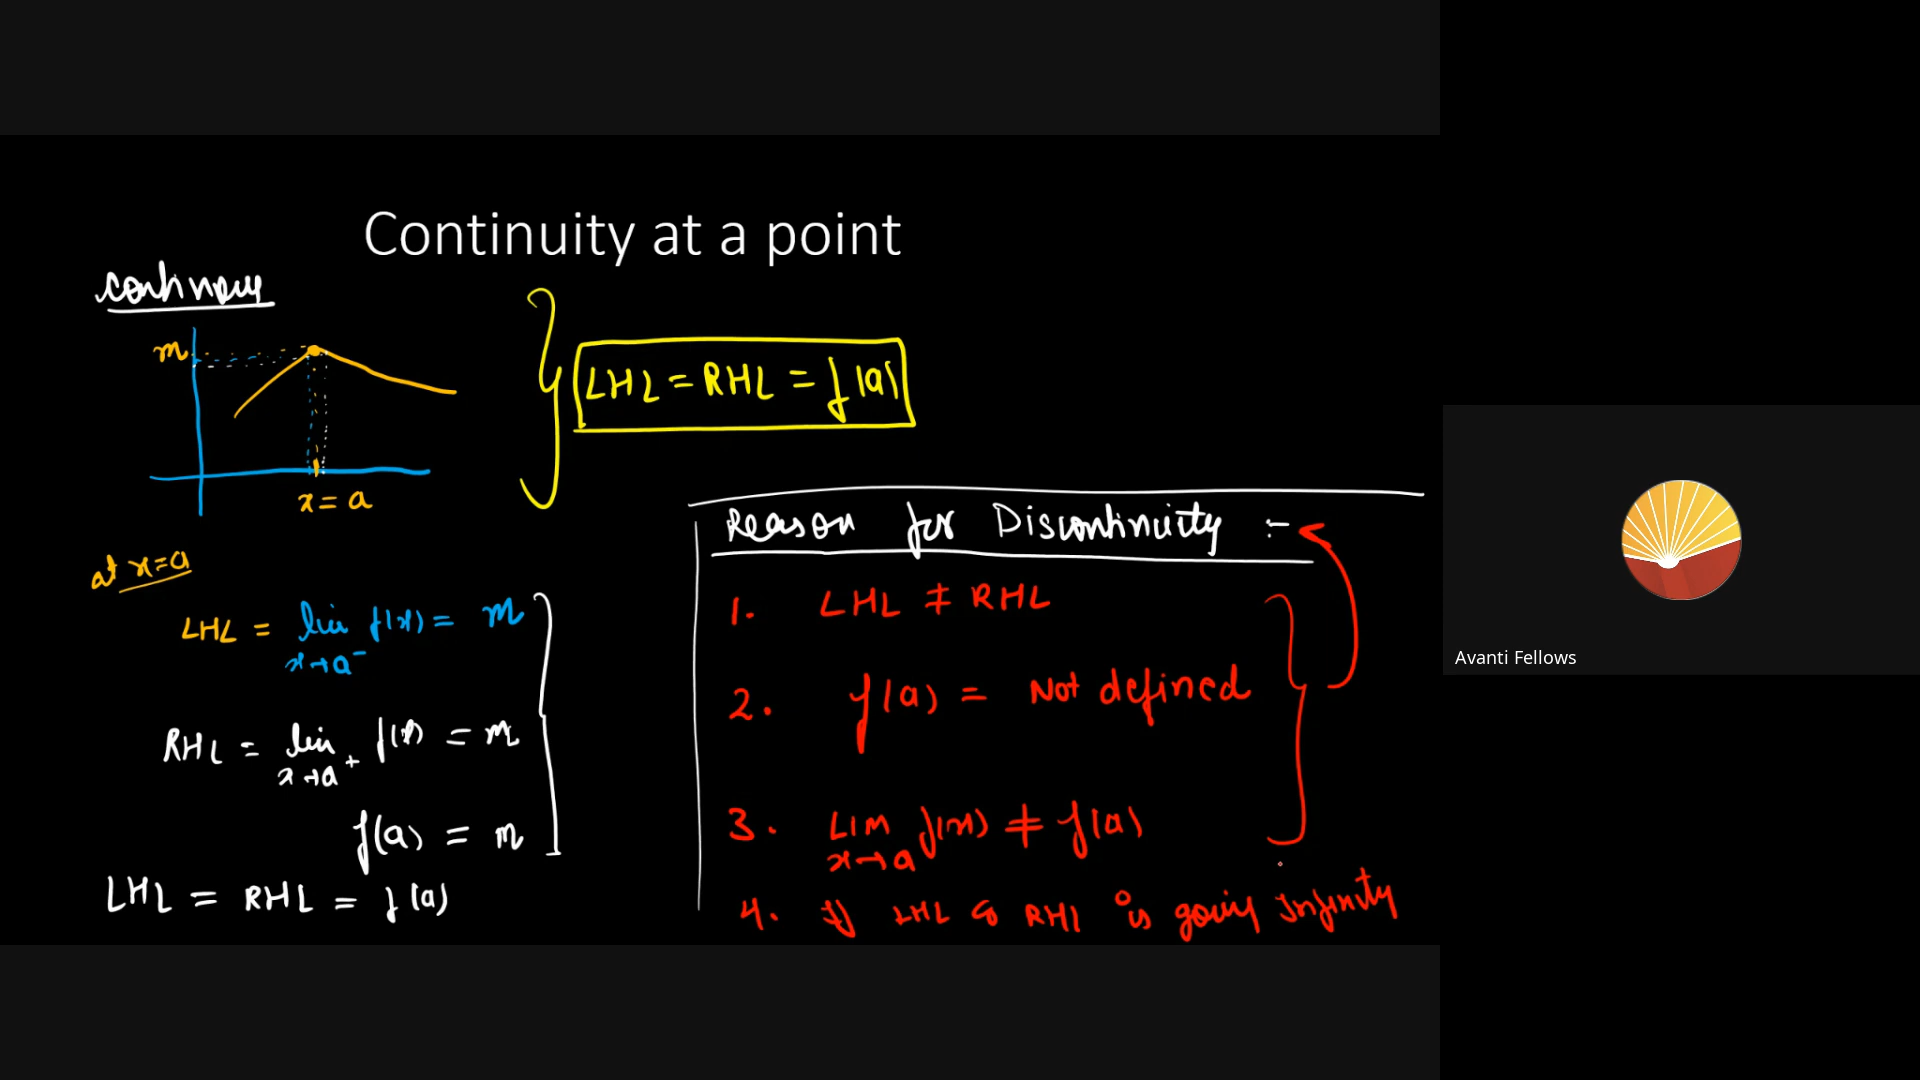 Continuity at a point
continuous
m
LHL = RHL = f(a)
x = a
Reason for Discontinuity :-
at x=a
1. LHL ≠ RHL
LHL = lim f(x) = m
x→a⁻
2. f(a) = Not defined
RHL = lim f(x) = m
x→a⁺
3. Lim f(x) ≠ f(a)
x→a
f(a) = m
LHL = RHL = f(a)
4. If LHL & RHL is going infinity
Avanti Fellows